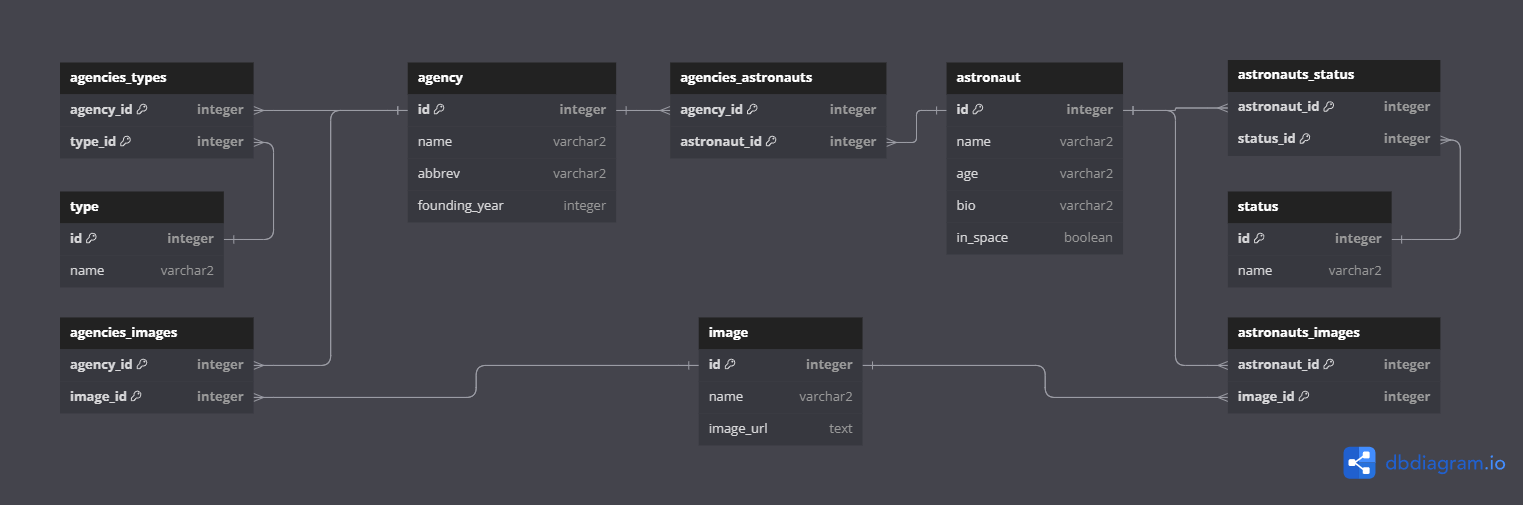 agencies_types
agency_id integer
type_id integer
agency
id integer
name varchar2
abbrev varchar2
founding_year integer
agencies_astronauts
agency_id integer
astronaut_id integer
astronaut
id integer
name varchar2
age varchar2
bio varchar2
in_space boolean
astronauts_status
astronaut_id integer
status_id integer
type
id integer
name varchar2
status
id integer
name varchar2
agencies_images
agency_id integer
image_id integer
image
id integer
name varchar2
image_url text
astronauts_images
astronaut_id integer
image_id integer
dbdiagram.io